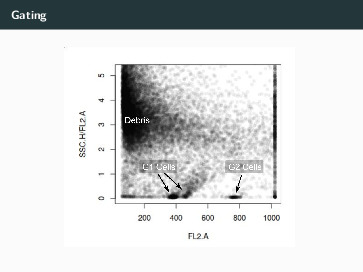 Gating
SSC.H/FL2.A
5
4
3
2
1
0
Debris
G1 Cells
G2 Cells
200 400 600 800 1000
FL2.A